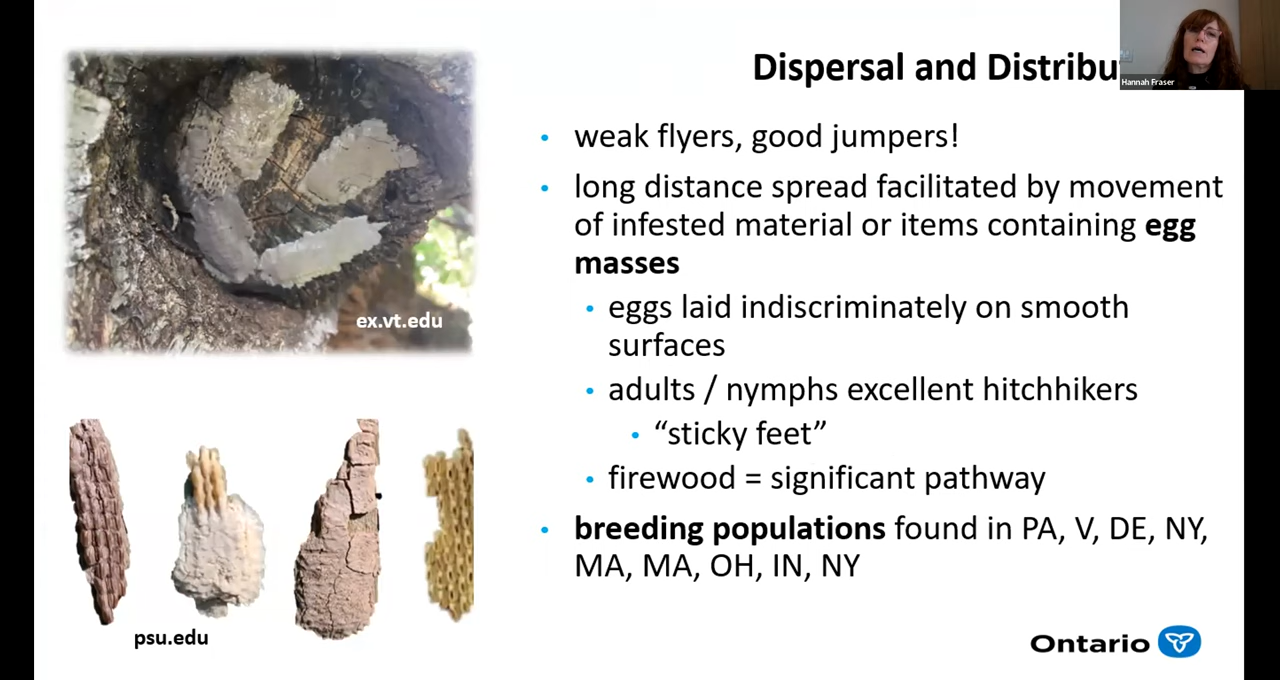 Dispersal and Distribu
Hannah Fraser
weak flyers, good jumpers!
long distance spread facilitated by movement
of infested material or items containing egg
masses
eggs laid indiscriminately on smooth
surfaces
adults / nymphs excellent hitchhikers
“sticky feet”
firewood = significant pathway
breeding populations found in PA, V, DE, NY,
MA, MA, OH, IN, NY
ex.vt.edu
psu.edu
Ontario